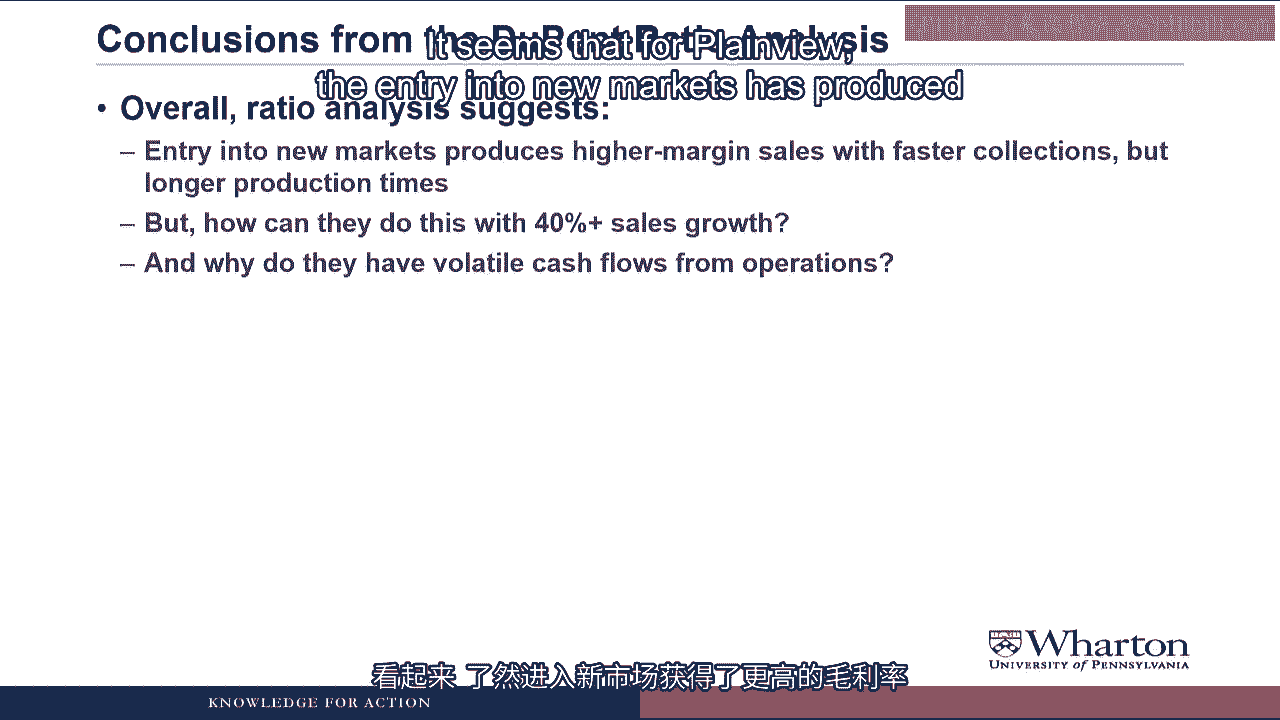 Conclusions from the DuPont Ratio Analysis
It seems that for Plainview,
the entry into new markets has produced
• Overall, ratio analysis suggests:
– Entry into new markets produces higher-margin sales with faster collections, but
longer production times
– But, how can they do this with 40%+ sales growth?
– And why do they have volatile cash flows from operations?
Wharton
UNIVERSITY of PENNSYLVANIA
看起来 了然进入新市场获得了更高的毛利率
KNOWLEDGE FOR ACTION